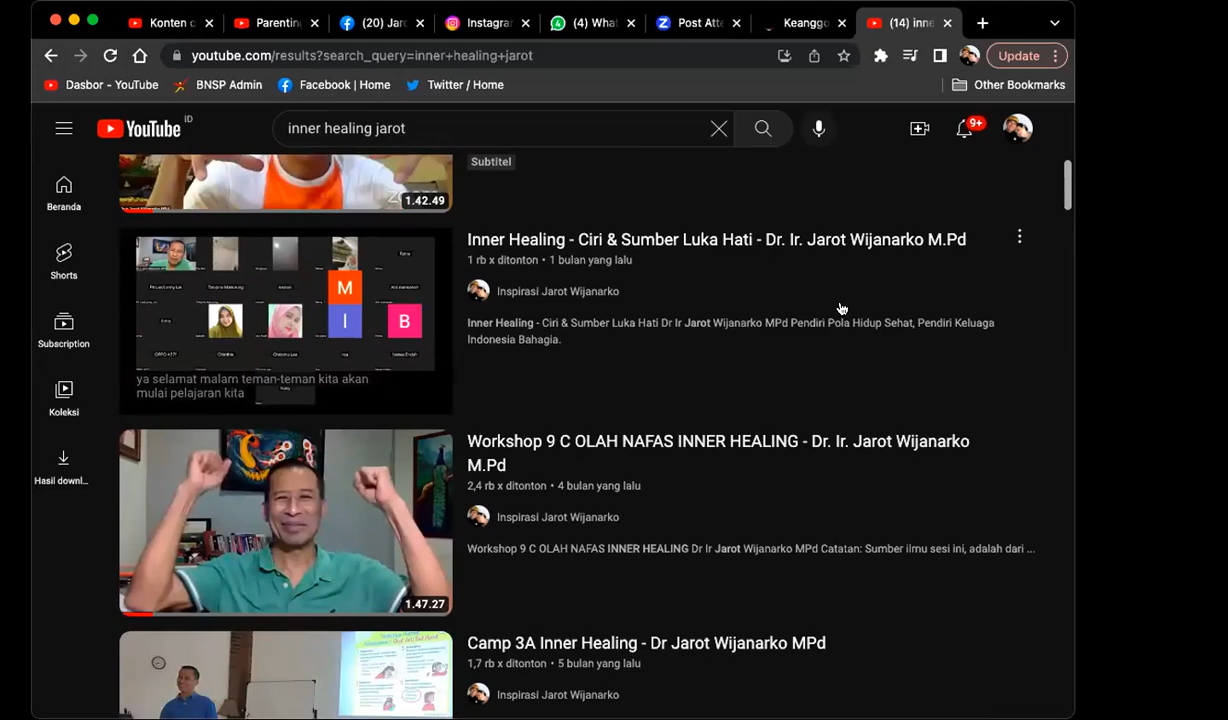 Konten c
Parenting
(20) Jaro
Instagram
(4) What
Post Atte
Keanggo
(14) inne
youtube.com/results?search_query=inner+healing+jarot
Update
Dasbor - YouTube
BNSP Admin
Facebook | Home
Twitter / Home
Other Bookmarks
YouTube ID
inner healing jarot
9+
Subtitel
1.42.49
Beranda
Shorts
Subscription
Koleksi
Hasil downl...
Inner Healing - Ciri & Sumber Luka Hati - Dr. Ir. Jarot Wijanarko M.Pd
1 rb x ditonton • 1 bulan yang lalu
Inspirasi Jarot Wijanarko
Inner Healing - Ciri & Sumber Luka Hati Dr Ir Jarot Wijanarko MPd Pendiri Pola Hidup Sehat, Pendiri Keluarga
Indonesia Bahagia.
M
I
B
ya selamat malam teman-teman kita akan
mulai pelajaran kita
Workshop 9 C OLAH NAFAS INNER HEALING - Dr. Ir. Jarot Wijanarko
M.Pd
2,4 rb x ditonton • 4 bulan yang lalu
Inspirasi Jarot Wijanarko
Workshop 9 C OLAH NAFAS INNER HEALING Dr Ir Jarot Wijanarko MPd Catatan: Sumber ilmu sesi ini, adalah dari ...
1.47.27
Camp 3A Inner Healing - Dr Jarot Wijanarko MPd
1,7 rb x ditonton • 5 bulan yang lalu
Inspirasi Jarot Wijanarko